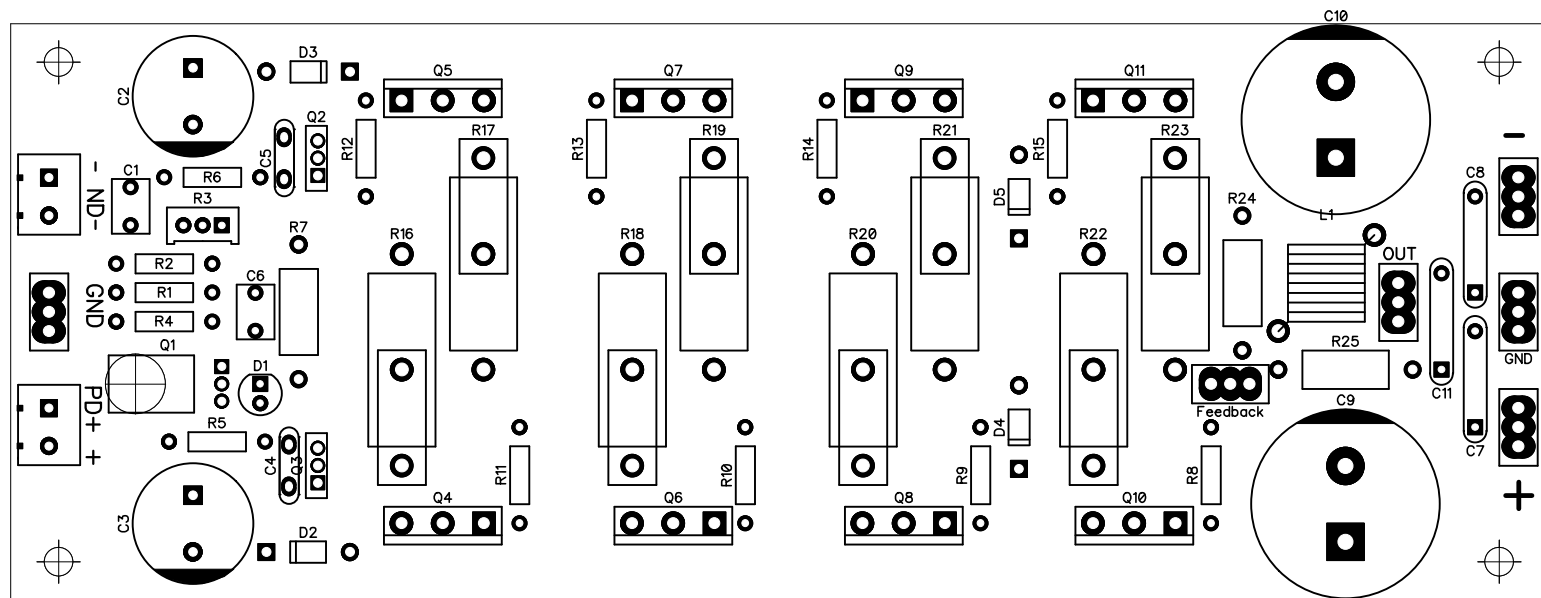 C10
D3
Q5
Q7
Q9
Q11
C2
Q2
C5
R12
R17
R13
R19
R14
R21
R15
R23
-
-
C1
R6
C8
ND-
R3
D5
R24
L1
R7
R16
R18
R20
R22
OUT
R2
C6
GND
R1
R4
Q1
R25
GND
D1
PD+
C11
Feedback
C9
R5
D4
+
C4
Q3
R11
R10
R9
R8
C7
Q4
Q6
Q8
Q10
+
C3
D2